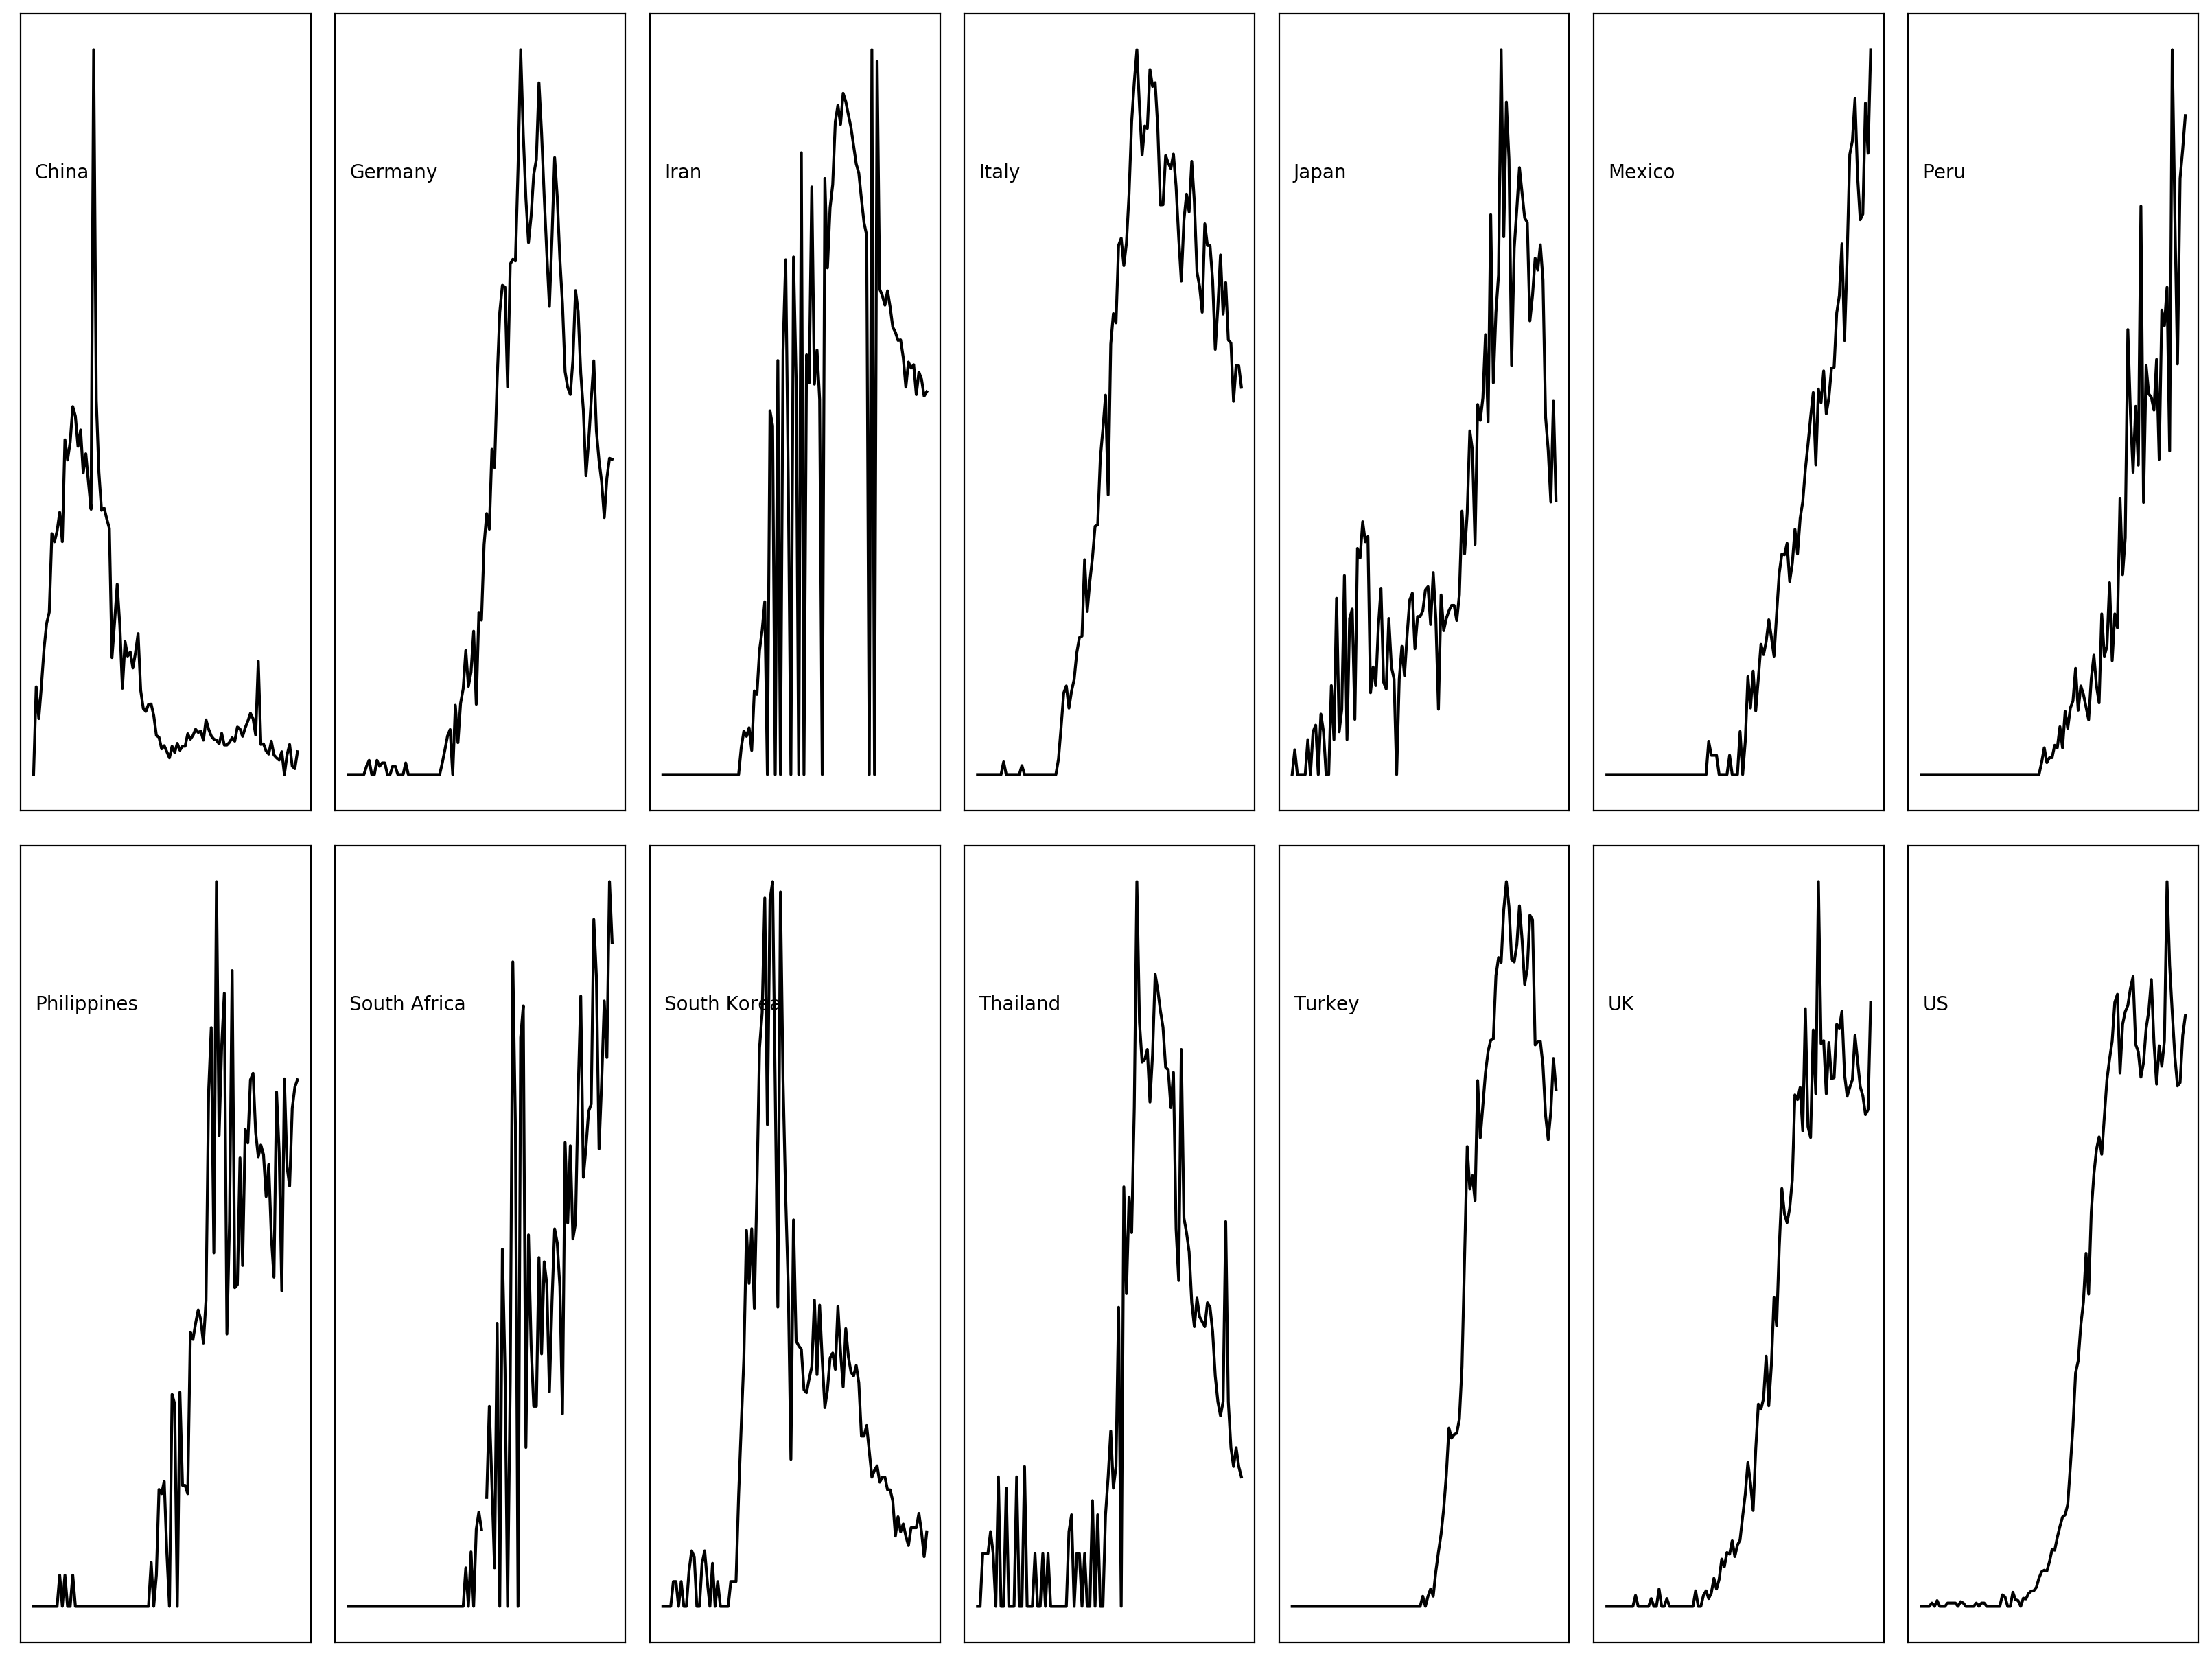 China
Germany
Iran
Italy
Japan
Mexico
Peru
Philippines
South Africa
South Korea
Thailand
Turkey
UK
US